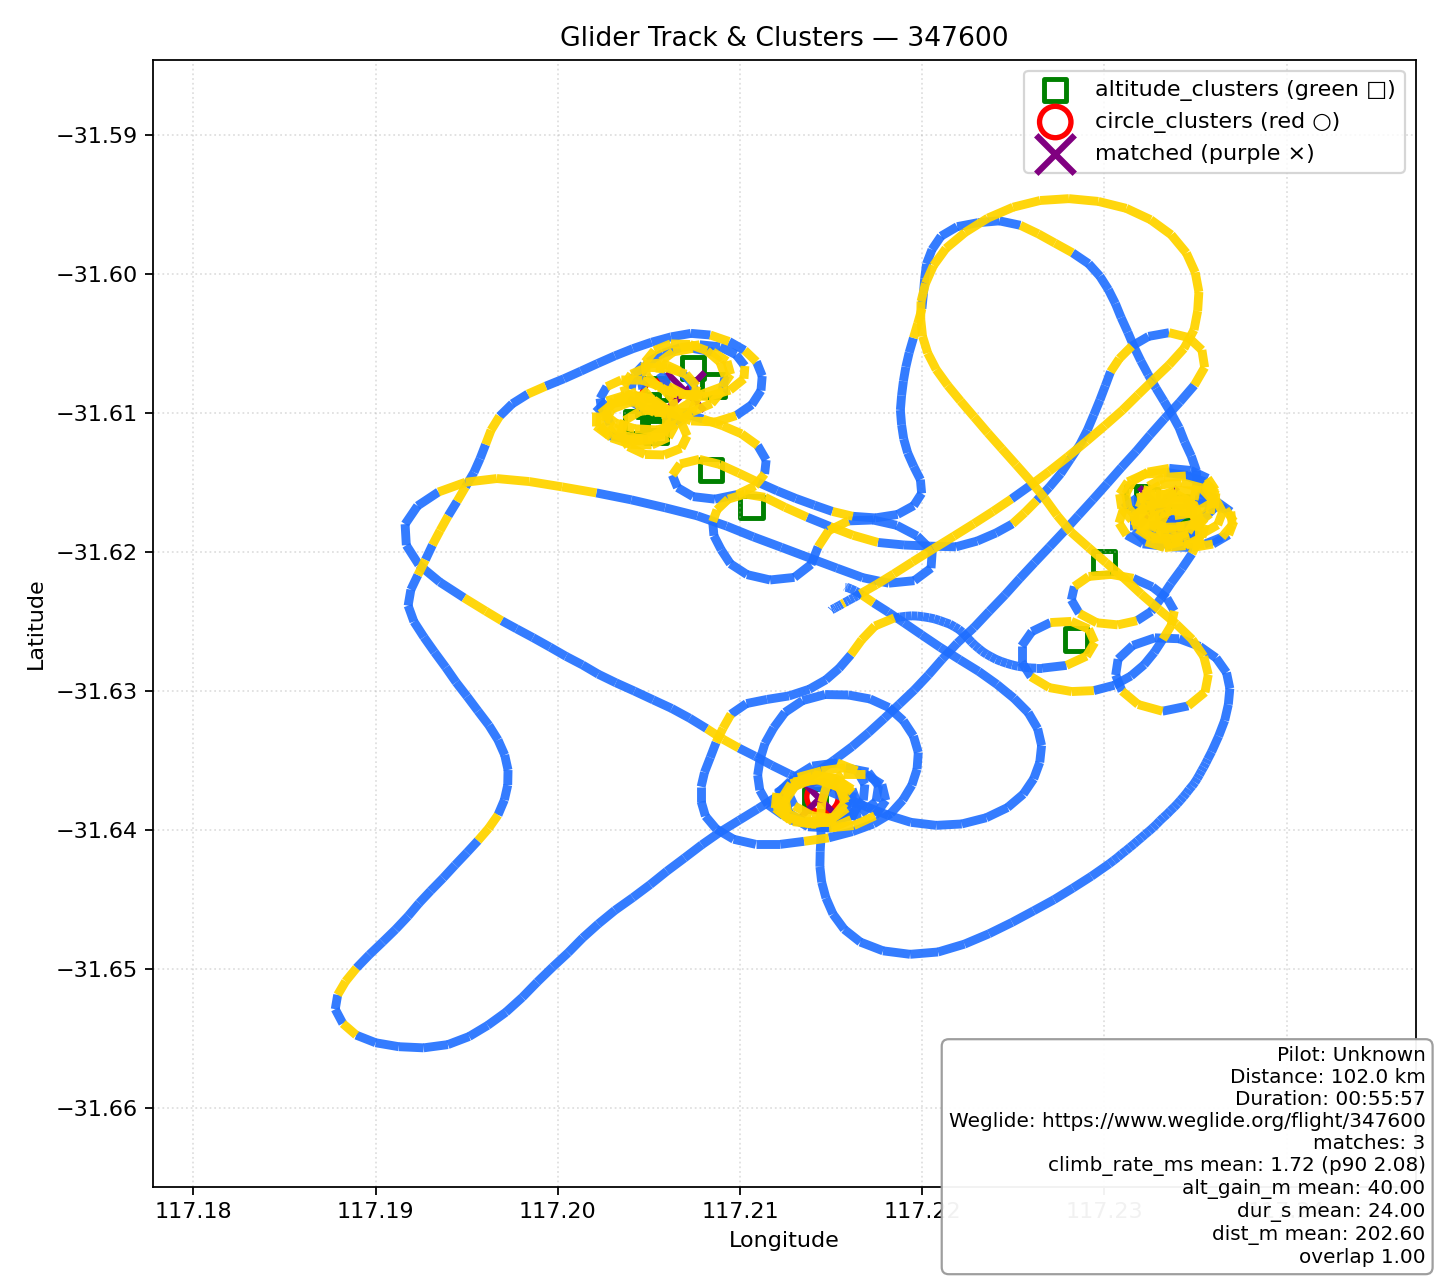 Glider Track & Clusters — 347600
altitude_clusters (green □)
circle_clusters (red ○)
matched (purple ×)
−31.59
−31.60
−31.61
−31.62
−31.63
−31.64
−31.65
−31.66
Latitude
117.18
117.19
117.20
117.21
117.22
117.23
Longitude
Pilot: Unknown
Distance: 102.0 km
Duration: 00:55:57
Weglide: https://www.weglide.org/flight/347600
matches: 3
climb_rate_ms mean: 1.72 (p90 2.08)
alt_gain_m mean: 40.00
dur_s mean: 24.00
dist_m mean: 202.60
overlap 1.00